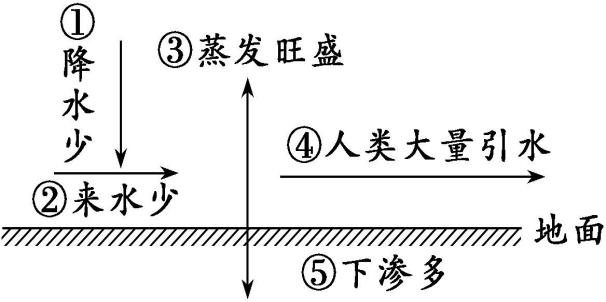 ①降水少
③蒸发旺盛
④人类大量引水
②来水少
地面
⑤下渗多